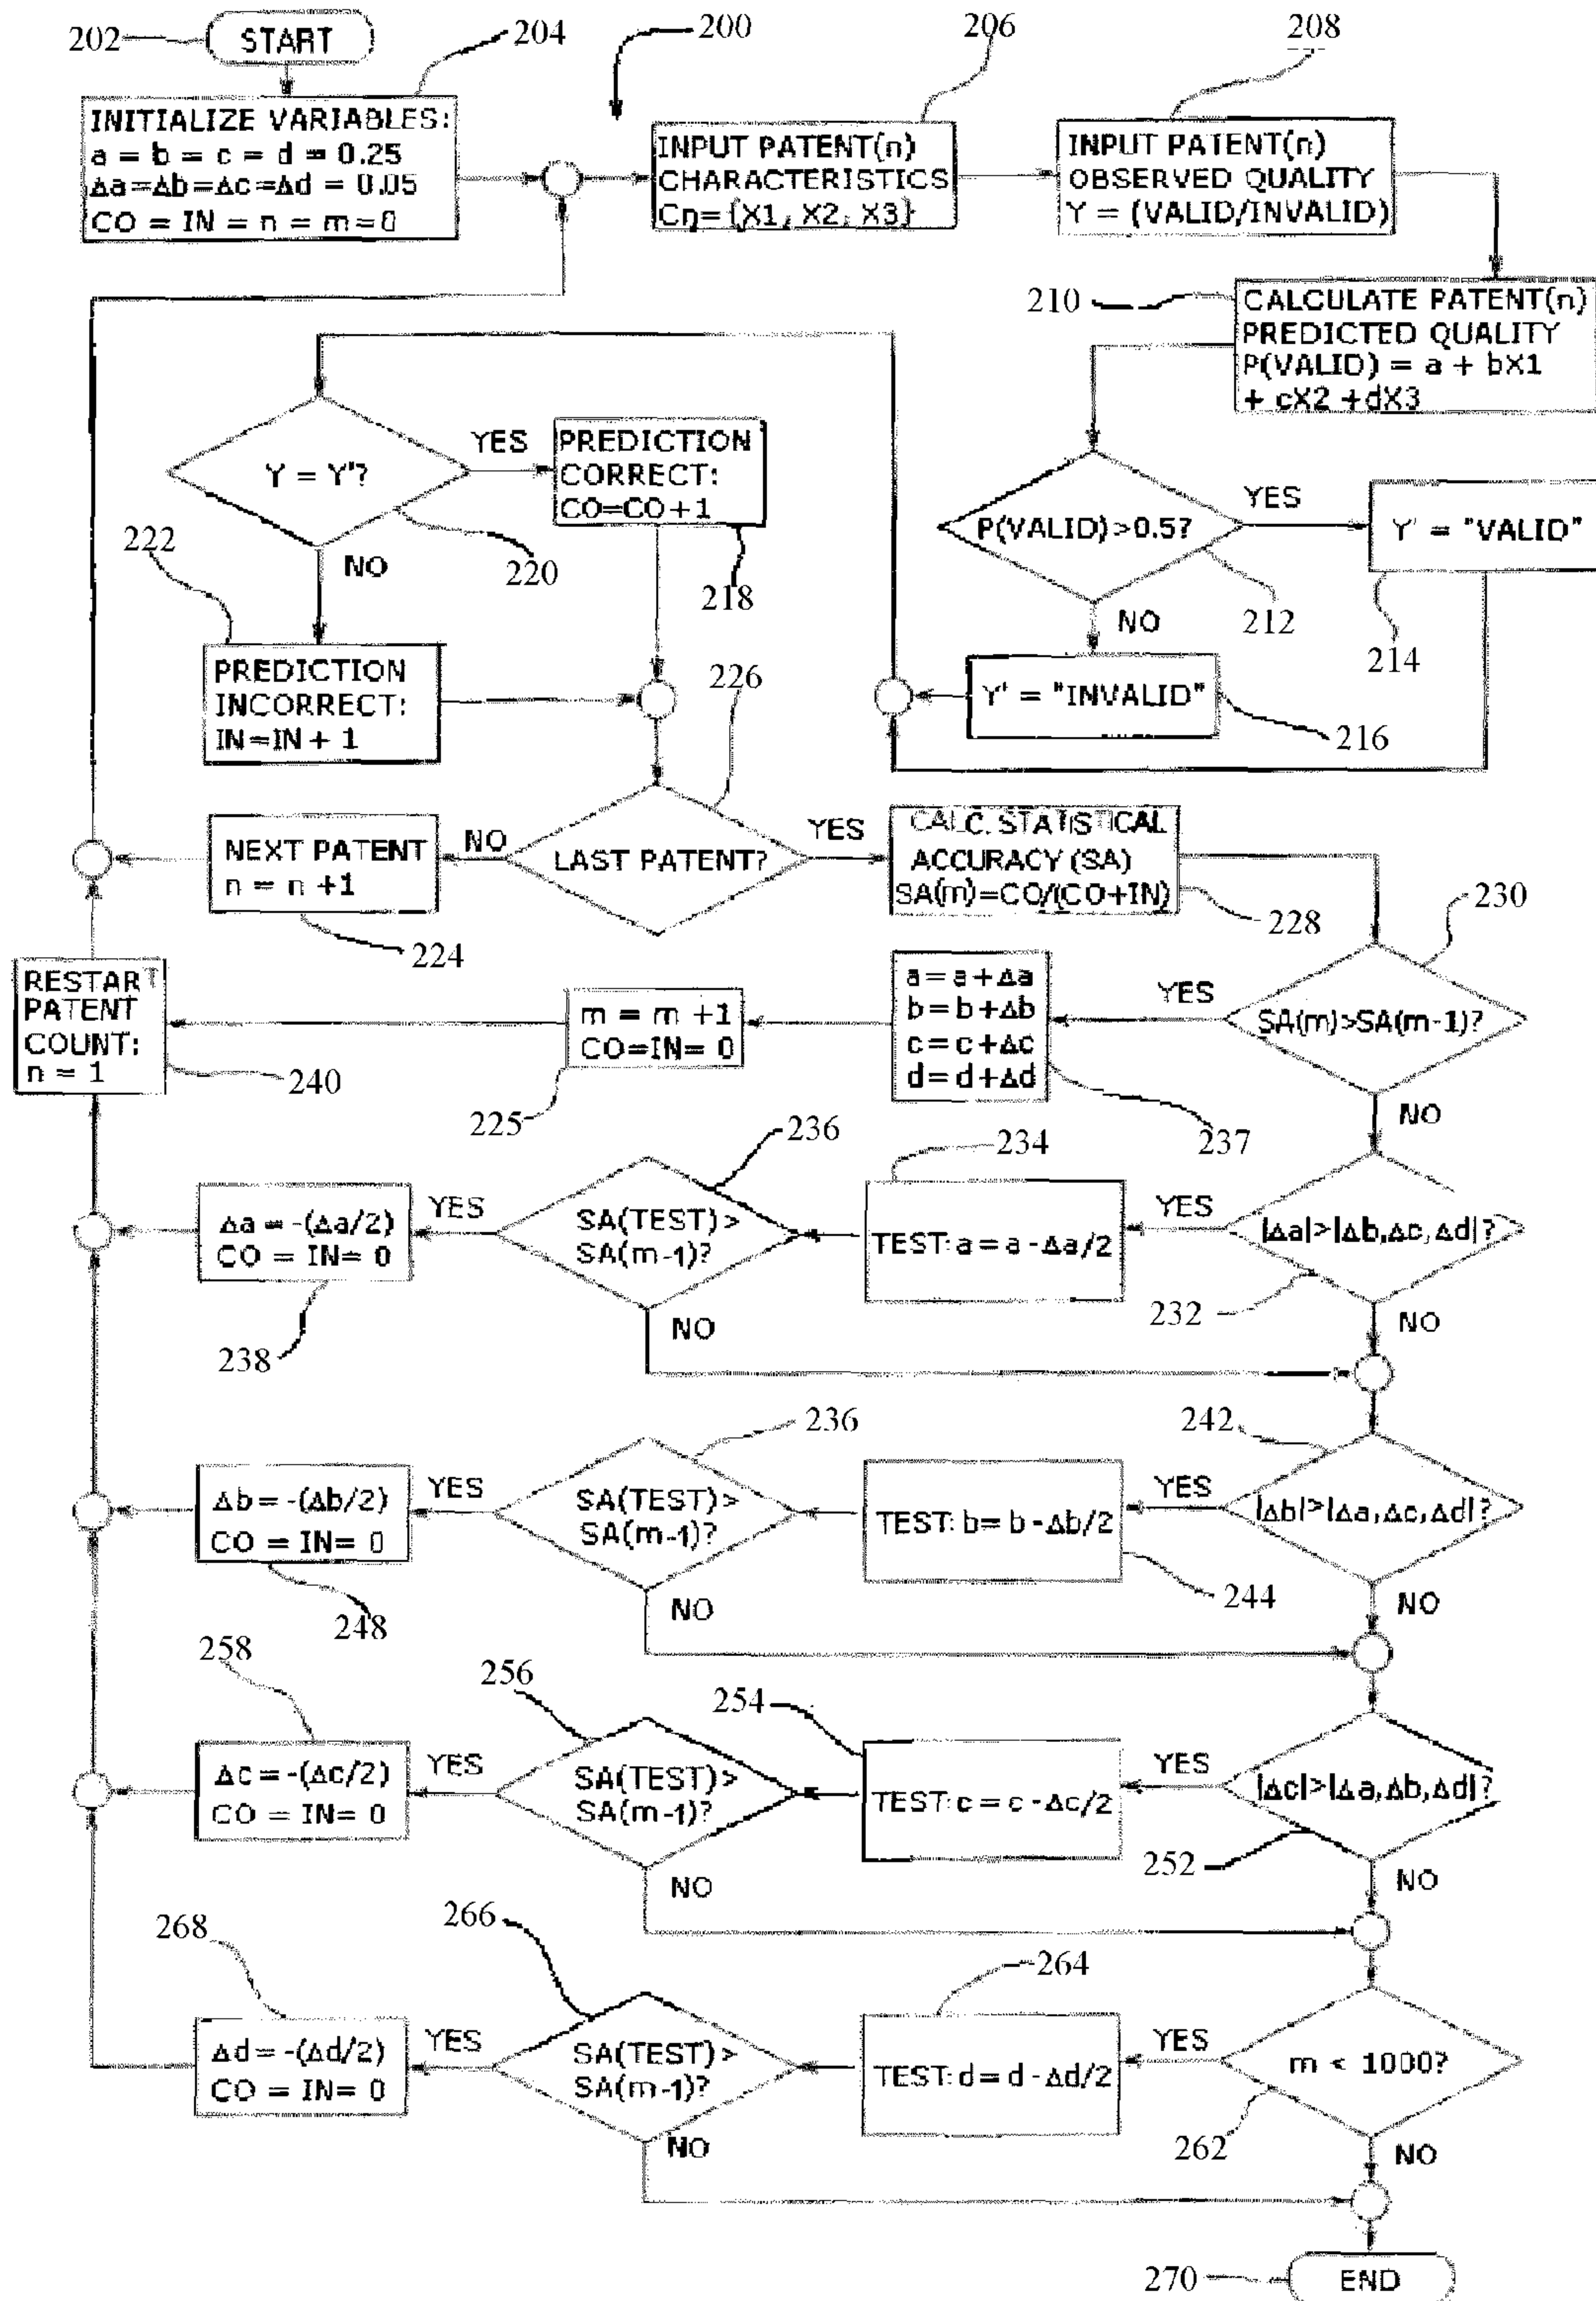 202
START
204
200
206
208
INITIALIZE VARIABLES:
a = b = c = d = 0.25
Δa=Δb=Δc=Δd = 0.05
CO = IN = n = m=0
INPUT PATENT(n)
CHARACTERISTICS
Cη={X1, X2, X3}
INPUT PATENT(n)
OBSERVED QUALITY
Y = (VALID/INVALID)
210
CALCULATE PATENT(n)
PREDICTED QUALITY
P(VALID) = a + bX1
+ cX2 +dX3
Y = Y'?
YES
PREDICTION
CORRECT:
CO=CO+1
P(VALID)>0.5?
YES
Y' = "VALID"
222
NO
220
218
NO
212
214
PREDICTION
INCORRECT:
IN=IN + 1
226
Y' = "INVALID"
216
NEXT PATENT
n = n +1
NO
LAST PATENT?
YES
CALC. STATISTICAL
ACCURACY (SA)
SA(m)=CO/(CO+IN)
224
228
230
RESTART
PATENT
COUNT:
n = 1
240
m = m +1
CO=IN= 0
225
a=a+Δa
b=b+Δb
c=c+Δc
d=d+Δd
237
YES
SA(m)>SA(m-1)?
NO
236
234
Δa = -(Δa/2)
CO = IN= 0
YES
SA(TEST)>
SA(m-1)?
TEST: a=a-Δa/2
YES
|Δa|>|Δb,Δc,Δd|?
232
238
NO
NO
236
242
Δb=-(Δb/2)
CO = IN= 0
YES
SA(TEST)>
SA(m-1)?
TEST: b= b-Δb/2
YES
|Δb|>|Δa,Δc,Δd|?
244
248
NO
NO
258
256
254
Δc=-(Δc/2)
CO = IN= 0
YES
SA(TEST)>
SA(m-1)?
TEST: c= c -Δc/2
YES
|Δc|>|Δa,Δb,Δd|?
252
NO
NO
268
266
264
Δd=-(Δd/2)
CO = IN= 0
YES
SA(TEST)>
SA(m-1)?
TEST: d= d -Δd/2
YES
m < 1000?
262
NO
NO
270
END